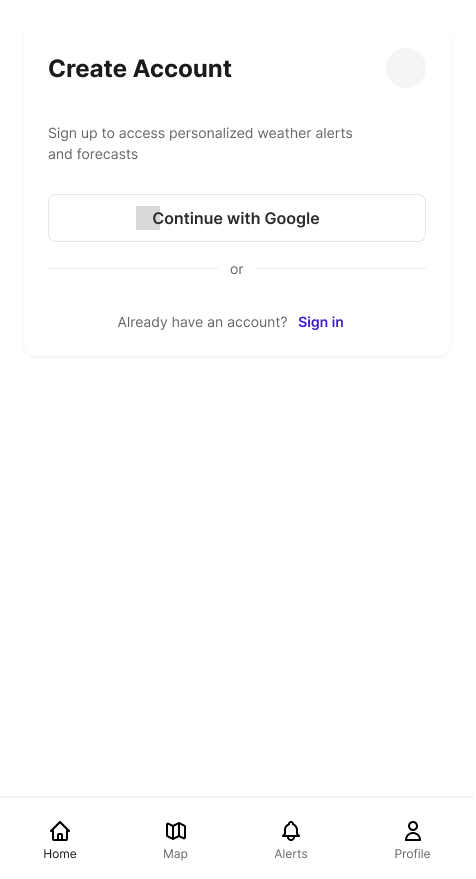 Create Account
Sign up to access personalized weather alerts
and forecasts
Continue with Google
or
Already have an account? Sign in
Home Map Alerts Profile